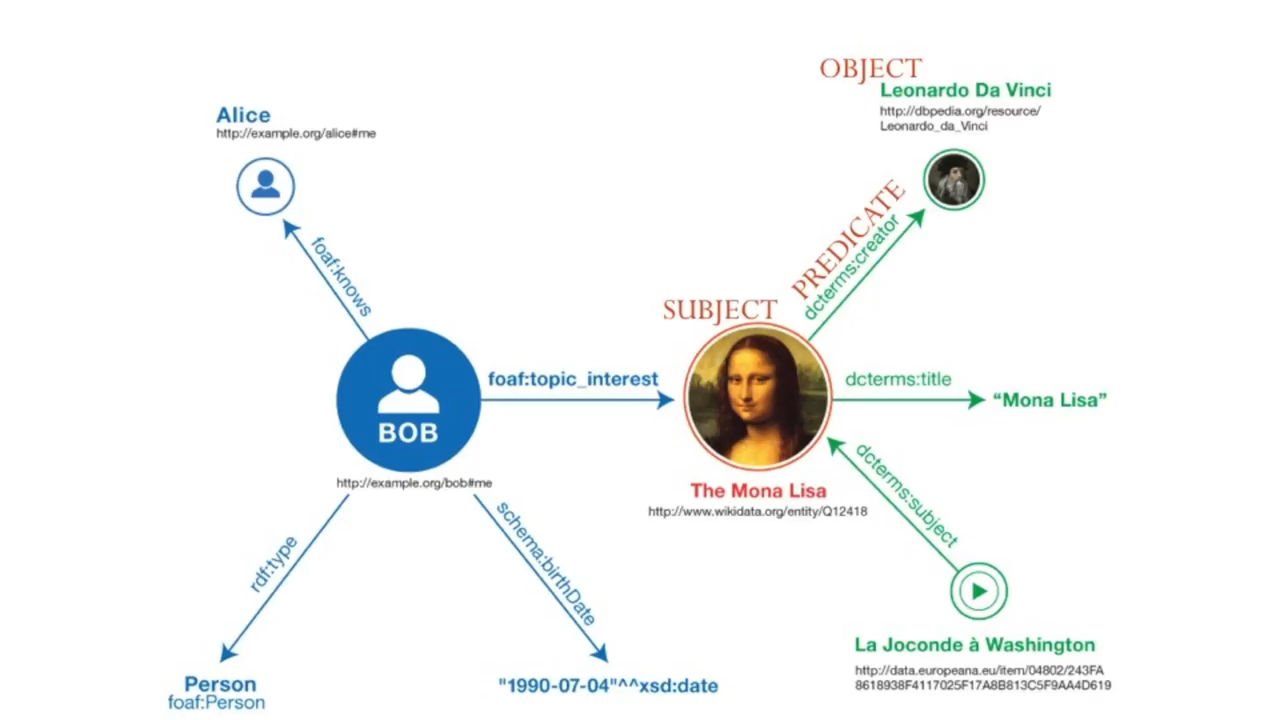 OBJECT
Leonardo Da Vinci
http://dbpedia.org/resource/
Leonardo_da_Vinci
Alice
http://example.org/alice#me
foaf:knows
PREDICATE
dcterms:creator
SUBJECT
foaf:topic_interest
dcterms:title
“Mona Lisa”
BOB
http://example.org/bob#me
The Mona Lisa
http://www.wikidata.org/entity/Q12418
dcterms:subject
rdf:type
schema:birthDate
La Joconde à Washington
http://data.europeana.eu/item/04802/243FA
8618938F4117025F17A8B813C5F9AA4D619
Person
foaf:Person
"1990-07-04"^^xsd:date